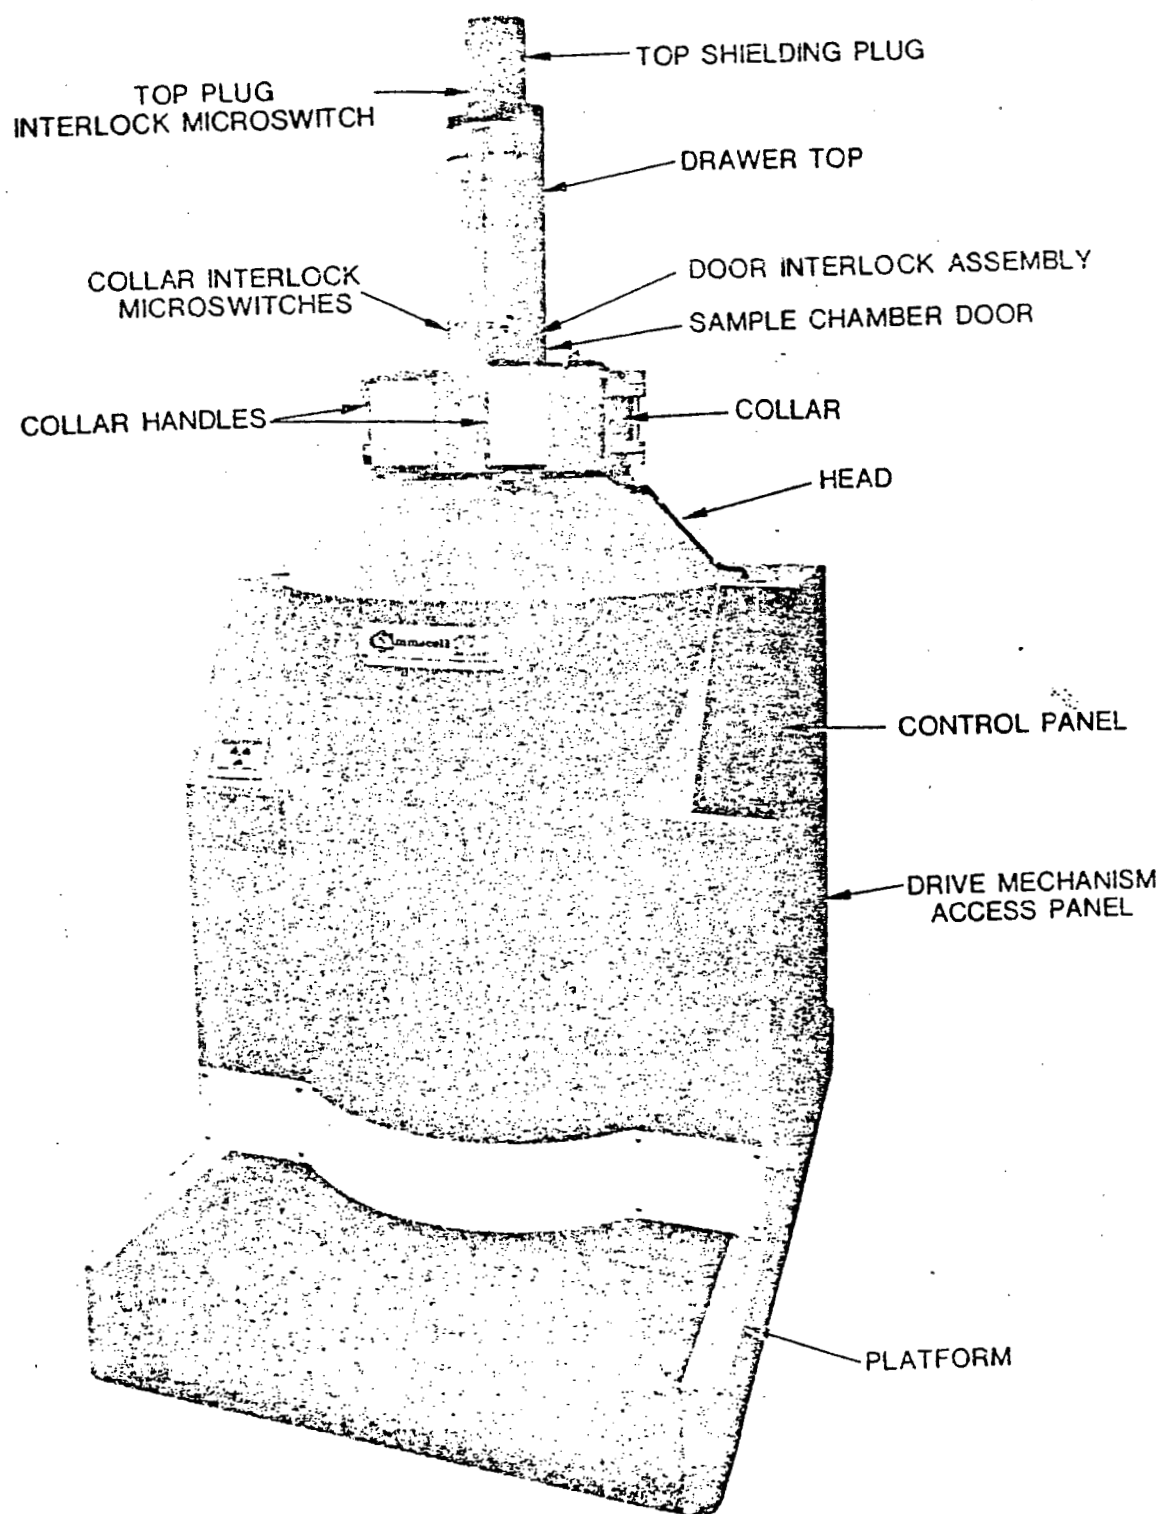 TOP SHIELDING PLUG
TOP PLUG
INTERLOCK MICROSWITCH
DRAWER TOP
COLLAR INTERLOCK
MICROSWITCHES
DOOR INTERLOCK ASSEMBLY
SAMPLE CHAMBER DOOR
COLLAR HANDLES
COLLAR
HEAD
CONTROL PANEL
DRIVE MECHANISM
ACCESS PANEL
PLATFORM